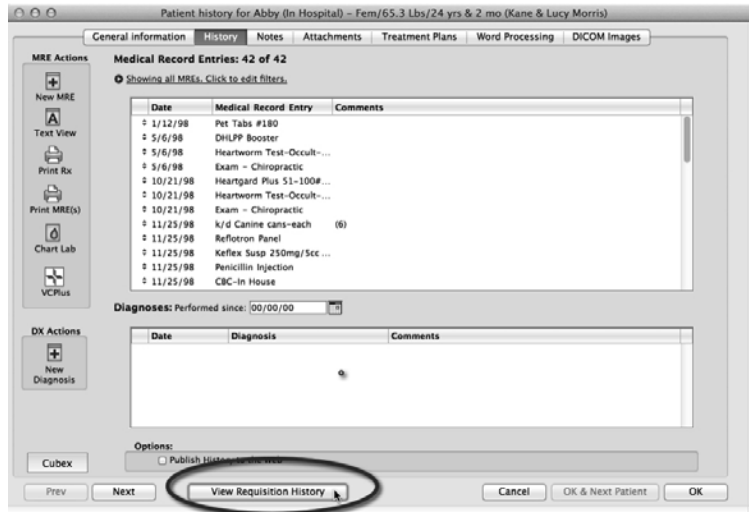 Patient history for Abby (In Hospital) – Fem/65.3 Lbs/24 yrs & 2 mo (Kane & Lucy Morris)
General information History Notes Attachments Treatment Plans Word Processing DICOM Images
MRE Actions
New MRE
Text View
Print Rx
Print MRE(s)
Chart Lab
VCPlus
Medical Record Entries: 42 of 42
Showing all MREs. Click to edit filters.
Date Medical Record Entry Comments
1/12/98 Pet Tabs #180
5/6/98 DHLPP Booster
5/6/98 Heartworm Test-Occult-...
5/6/98 Exam - Chiropractic
10/21/98 Heartgard Plus 51-100#...
10/21/98 Heartworm Test-Occult-...
10/21/98 Exam - Chiropractic
11/25/98 k/d Canine cans-each (6)
11/25/98 Reflotron Panel
11/25/98 Keflex Susp 250mg/5cc ...
11/25/98 Penicillin Injection
11/25/98 CBC-In House
Diagnoses: Performed since: 00/00/00
DX Actions
New
Diagnosis
Date Diagnosis Comments
Options:
Publish History to the web
Cubex
Prev Next View Requisition History Cancel OK & Next Patient OK